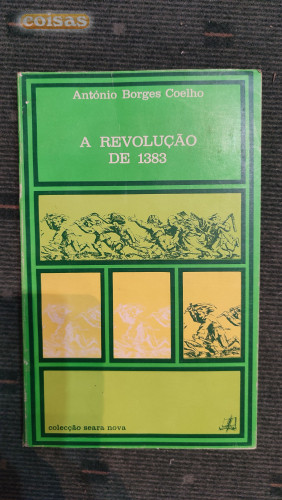 coisas
António Borges Coelho
A REVOLUÇÃO
DE 1383
colecção seara nova